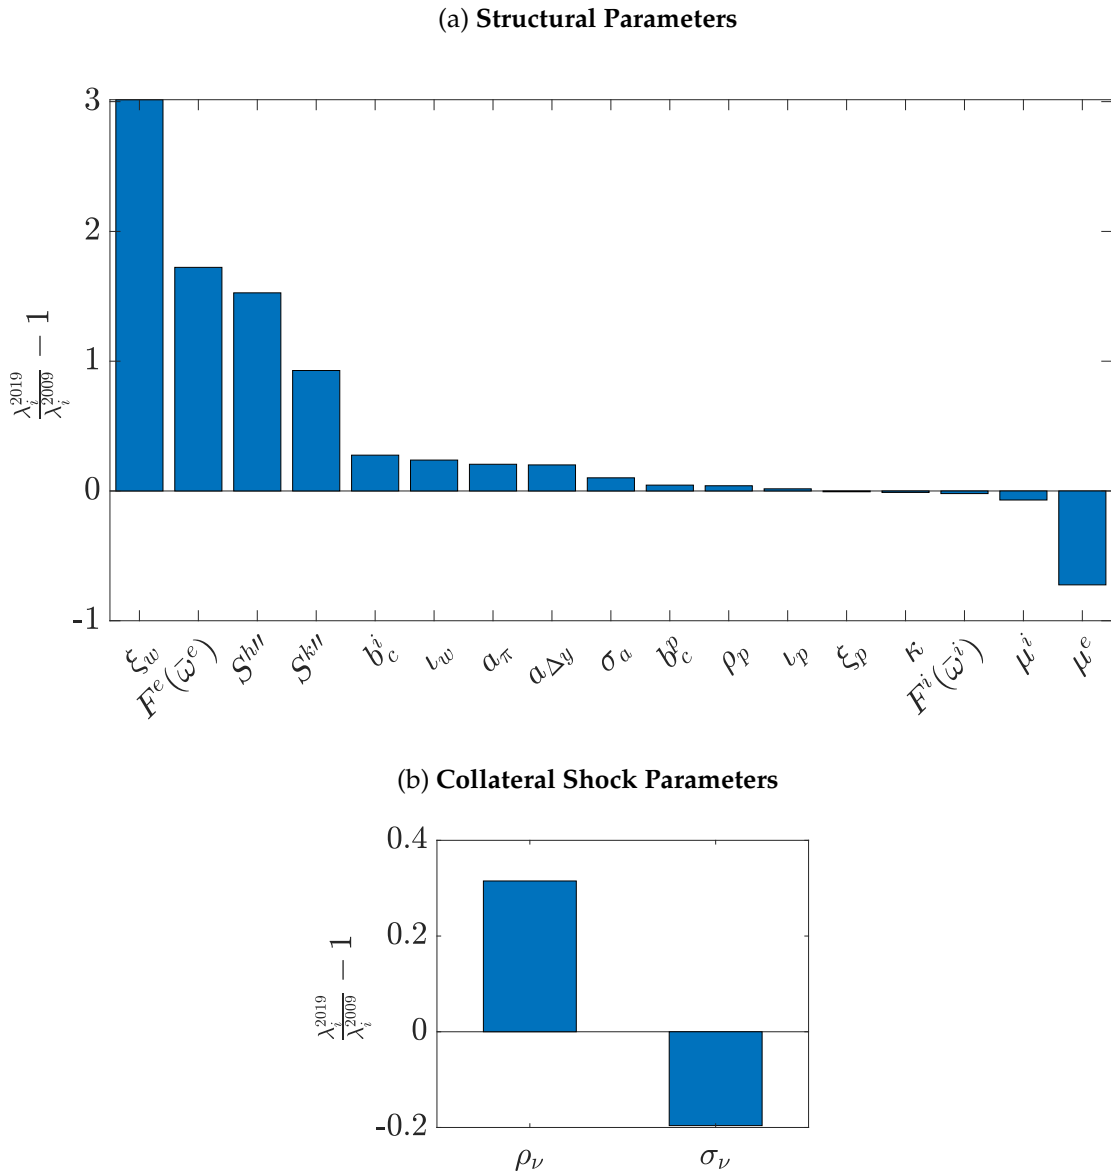 (a) Structural Parameters
3
2
1
0
-1
λ_i^2019 / λ_i^2009 − 1
ξ_w F^e(ω̄^e) S^h′′ S^k′′ b_c^i ι_w a_π a_Δy σ_a b_c^p ρ_p ι_p ξ_p κ F^i(ω̄^i) μ^i μ^e
(b) Collateral Shock Parameters
0.4
0.2
0
-0.2
λ_i^2019 / λ_i^2009 − 1
ρ_ν σ_ν